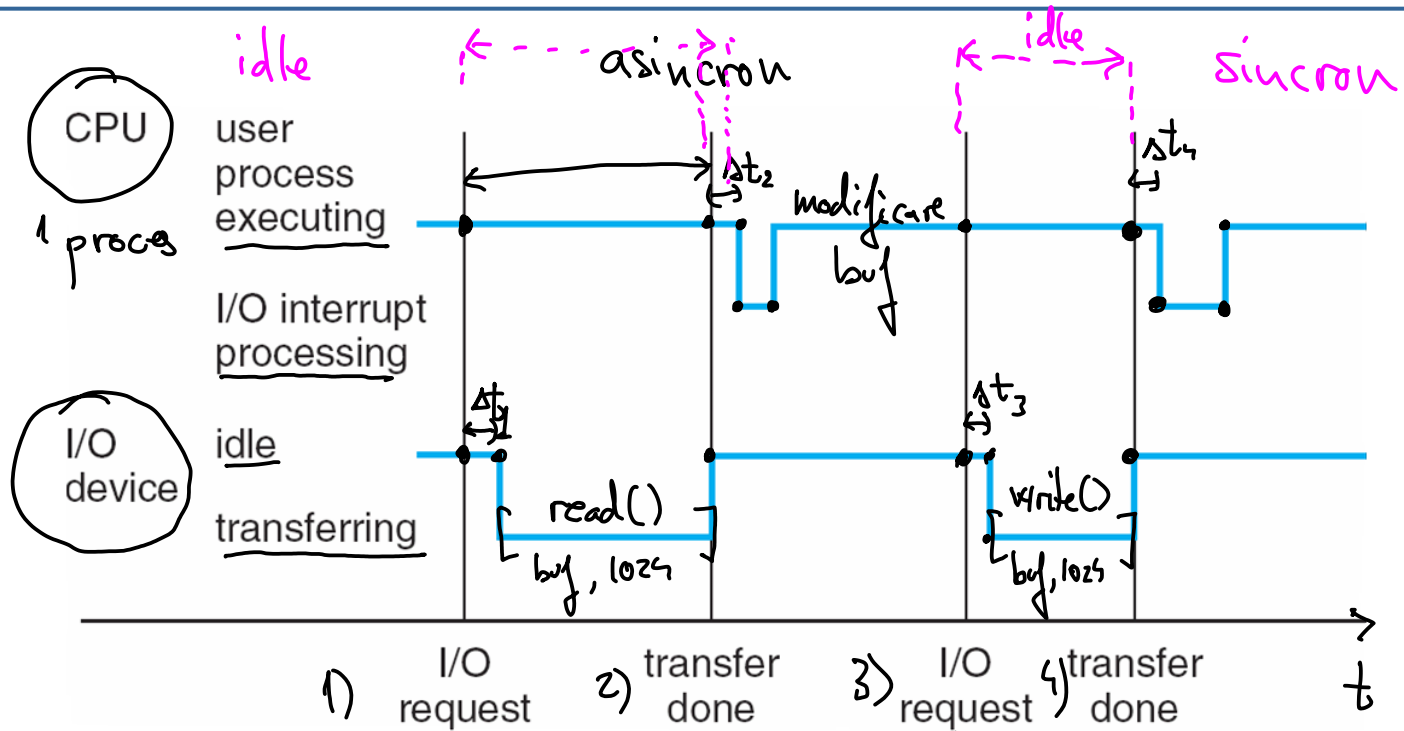 idle
asincron
idle
sincron
CPU
1 proces
user
process
executing
Δt₂
modificare
buf
Δt₄
I/O interrupt
processing
I/O
device
idle
transferring
Δt₁
read()
buf, 1024
Δt₃
write()
buf, 1024
1) I/O
request
2) transfer
done
3) I/O
request
4) transfer
done
t